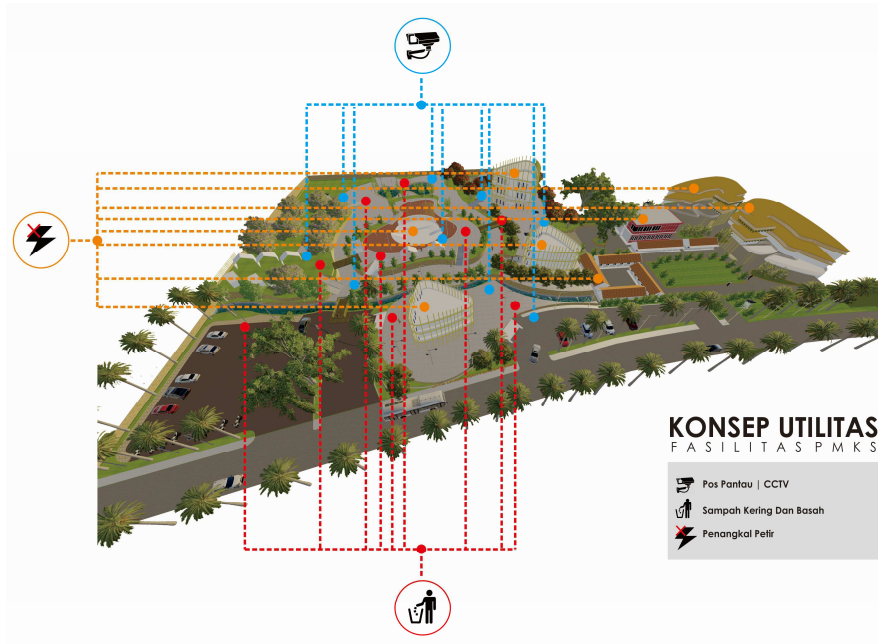 KONSEP UTILITAS
FASILITAS PMKS
Pos Pantau | CCTV
Sampah Kering Dan Basah
Penangkal Petir